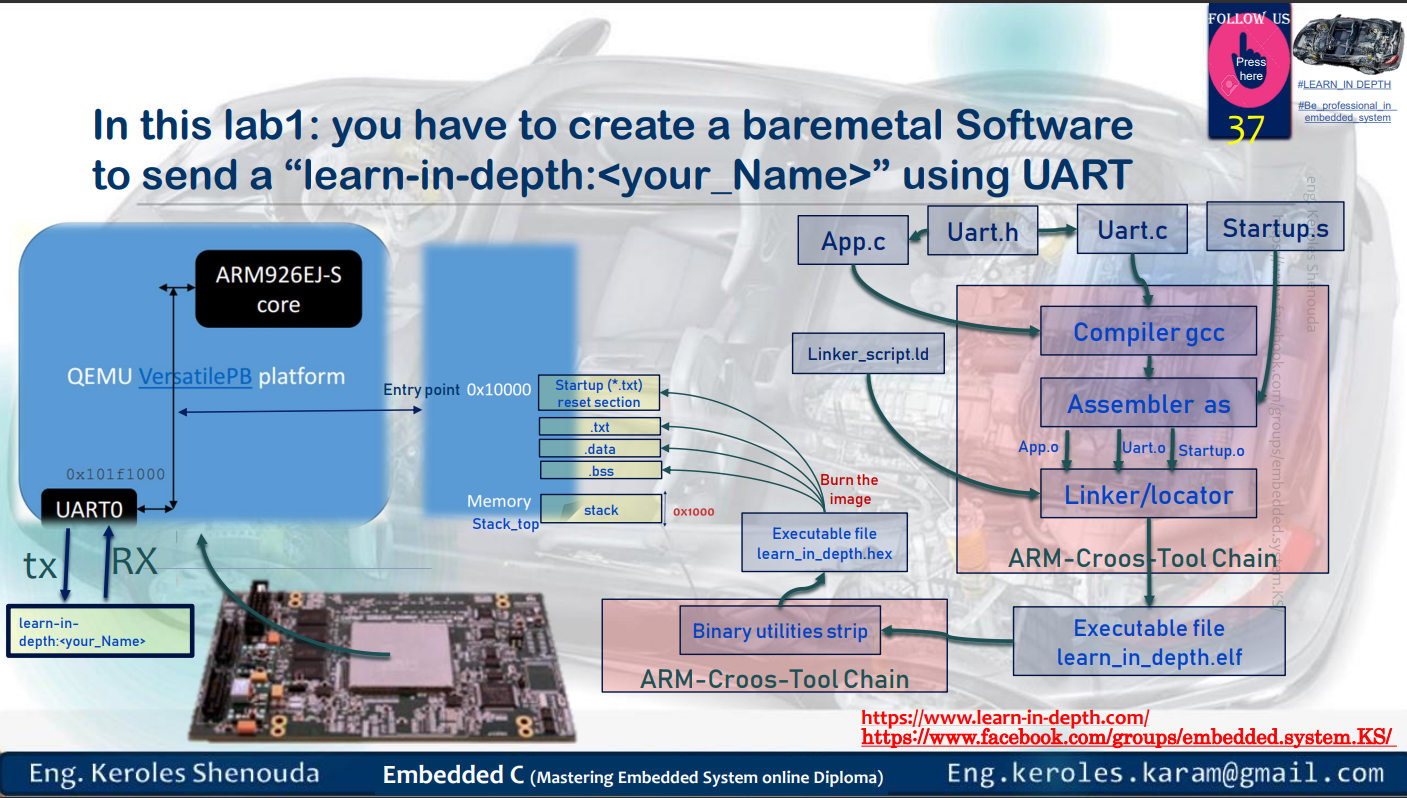 FOLLOW US
Press
here
#LEARN_IN DEPTH
#Be_professional_in_
embedded_system
37
In this lab1: you have to create a baremetal Software
to send a “learn-in-depth:<your_Name>” using UART
App.c
Uart.h
Uart.c
Startup.s
ARM926EJ-S
core
QEMU VersatilePB platform
0x101f1000
UART0
tx
RX
learn-in-
depth:<your_Name>
Entry point
0x10000
Startup (*.txt)
reset section
.txt
.data
.bss
Memory
Stack_top
stack
0x1000
Burn the
image
Executable file
learn_in_depth.hex
Linker_script.ld
Compiler gcc
Assembler as
App.o
Uart.o
Startup.o
Linker/locator
ARM-Croos-Tool Chain
Binary utilities strip
ARM-Croos-Tool Chain
Executable file
learn_in_depth.elf
eng. Keroles Shenouda
https://www.learn-in-depth.com/
https://www.facebook.com/groups/embedded.system.KS/
Eng. Keroles Shenouda
Embedded C (Mastering Embedded System online Diploma)
Eng.keroles.karam@gmail.com